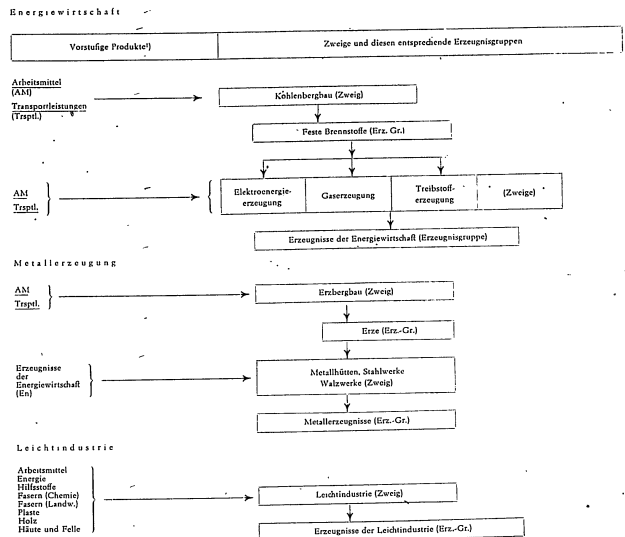 Energiewirtschaft
Vorstufige Produkte¹)
Zweige und diesen entsprechende Erzeugnisgruppen
Arbeitsmittel
(AM)
Transportleistungen
(Trsptl.)
Kohlenbergbau (Zweig)
Feste Brennstoffe (Erz. Gr.)
AM
Trsptl.
Elektroenergie-
erzeugung
Gaserzeugung
Treibstoff-
erzeugung
(Zweige)
Erzeugnisse der Energiewirtschaft (Erzeugnisgruppe)
Metallerzeugung
AM
Trsptl.
Erzbergbau (Zweig)
Erze (Erz.-Gr.)
Erzeugnisse
der
Energiewirtschaft
(En)
Metallhütten, Stahlwerke
Walzwerke (Zweig)
Metallerzeugnisse (Erz.-Gr.)
Leichtindustrie
Arbeitsmittel
Energie
Hilfsstoffe
Fasern (Chemie)
Fasern (Landw.)
Plaste
Holz
Häute und Felle
Leichtindustrie (Zweig)
Erzeugnisse der Leichtindustrie (Erz.-Gr.)